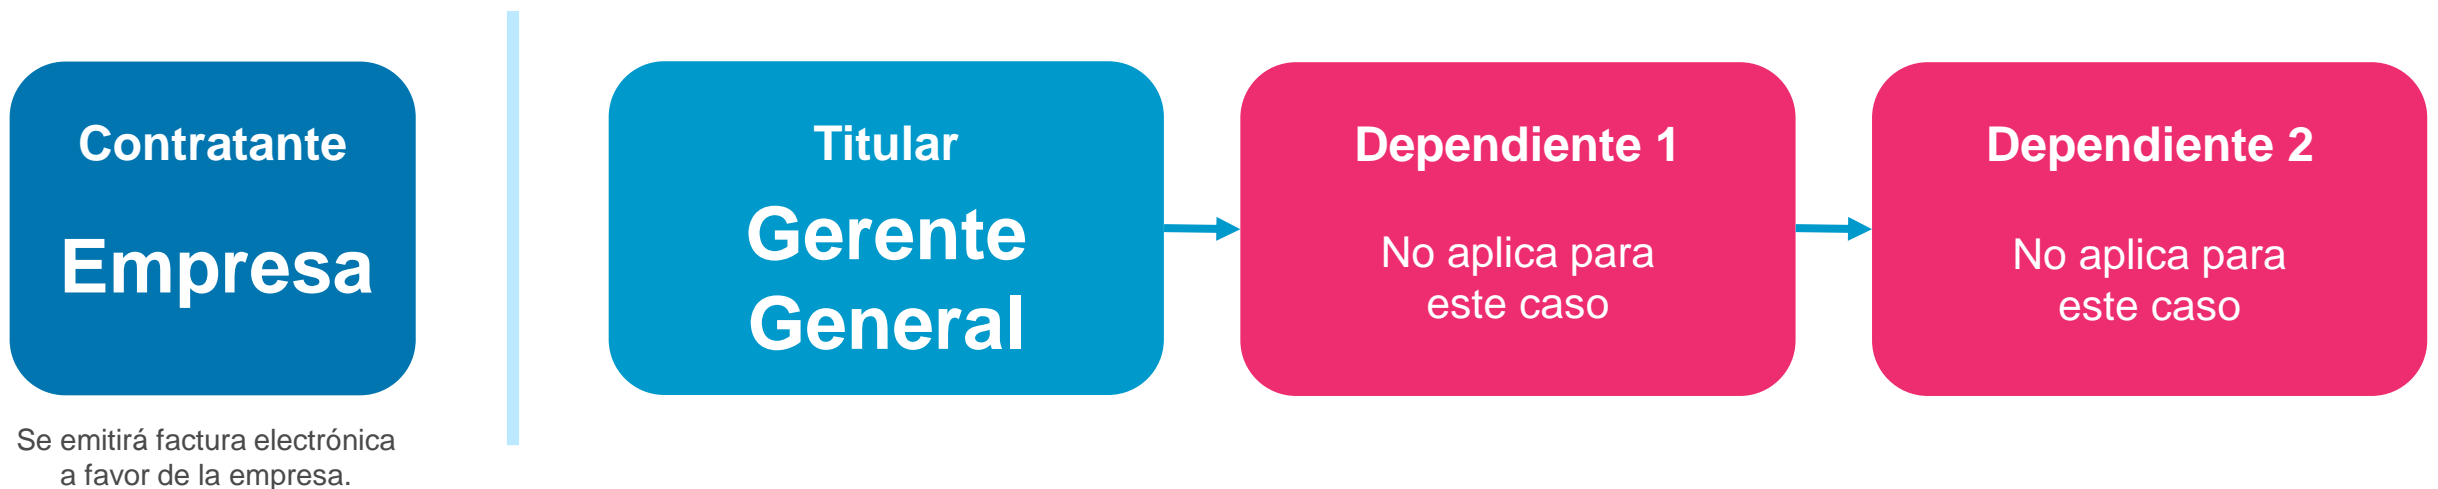 Contratante
Empresa
Se emitirá factura electrónica
a favor de la empresa.
Titular
Gerente
General
Dependiente 1
No aplica para
este caso
Dependiente 2
No aplica para
este caso